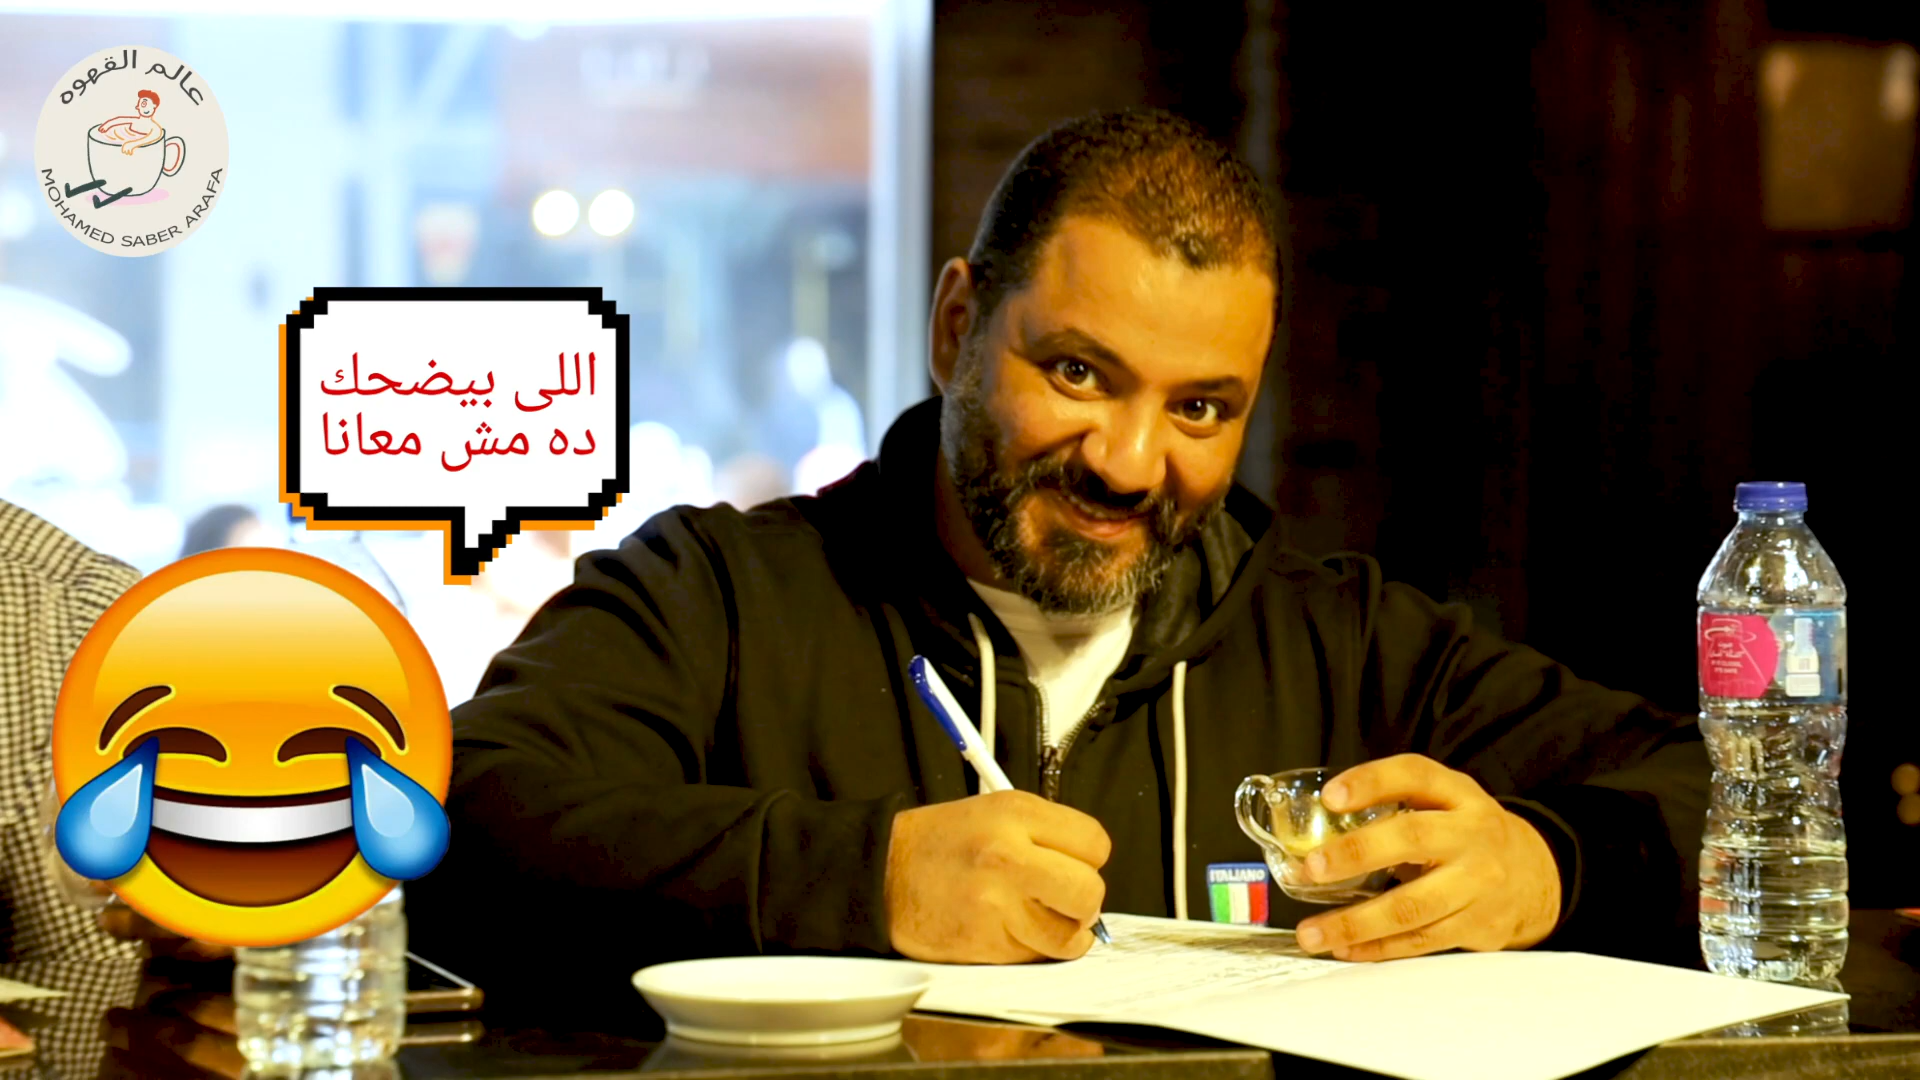 عالم القهوه
MOHAMED SABER ARAFA
اللى بيضحك
ده مش معانا
ITALIANO